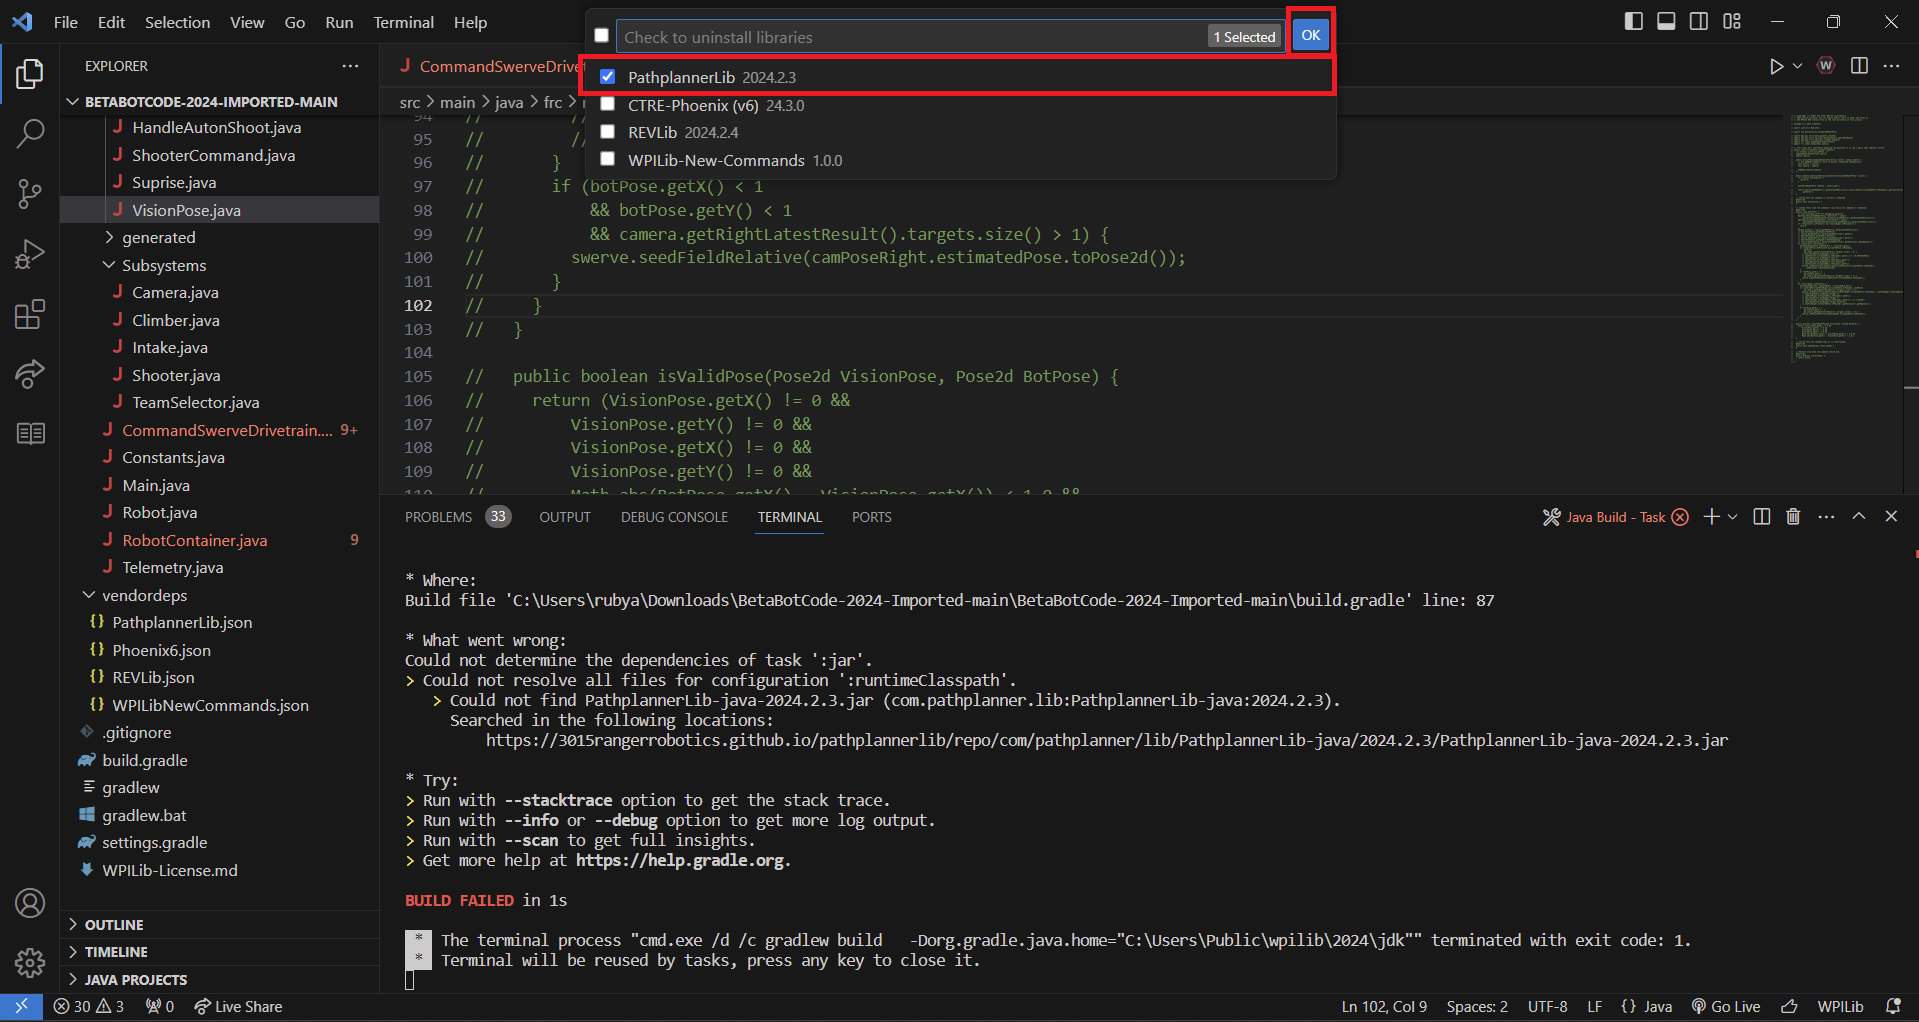 File Edit Selection View Go Run Terminal Help
Check to uninstall libraries 1 Selected OK
PathplannerLib 2024.2.3
CTRE-Phoenix (v6) 24.3.0
REVLib 2024.2.4
WPILib-New-Commands 1.0.0
EXPLORER
BETABOTCODE-2024-IMPORTED-MAIN
HandleAutonShoot.java
ShooterCommand.java
Suprise.java
VisionPose.java
generated
Subsystems
Camera.java
Climber.java
Intake.java
Shooter.java
TeamSelector.java
CommandSwerveDrivetrain.... 9+
Constants.java
Main.java
Robot.java
RobotContainer.java 9
Telemetry.java
vendordeps
PathplannerLib.json
Phoenix6.json
REVLib.json
WPILibNewCommands.json
.gitignore
build.gradle
gradlew
gradlew.bat
settings.gradle
WPILib-License.md
OUTLINE
TIMELINE
JAVA PROJECTS
CommandSwerveDrivet
src > main > java > frc >
94 // //
95 // //
96 // }
97 // if (botPose.getX() < 1
98 // && botPose.getY() < 1
99 // && camera.getRightLatestResult().targets.size() > 1) {
100 // swerve.seedFieldRelative(camPoseRight.estimatedPose.toPose2d());
101 // }
102 // }
103 // }
104
105 // public boolean isValidPose(Pose2d VisionPose, Pose2d BotPose) {
106 // return (VisionPose.getX() != 0 &&
107 // VisionPose.getY() != 0 &&
108 // VisionPose.getX() != 0 &&
109 // VisionPose.getY() != 0 &&
110 // Math.abs(BotPose.getX() - VisionPose.getX()) < 1.0 &&
PROBLEMS 33 OUTPUT DEBUG CONSOLE TERMINAL PORTS
Java Build - Task
* Where:
Build file 'C:\Users\rubya\Downloads\BetaBotCode-2024-Imported-main\BetaBotCode-2024-Imported-main\build.gradle' line: 87
* What went wrong:
Could not determine the dependencies of task ':jar'.
> Could not resolve all files for configuration ':runtimeClasspath'.
> Could not find PathplannerLib-java-2024.2.3.jar (com.pathplanner.lib:PathplannerLib-java:2024.2.3).
Searched in the following locations:
https://3015rangerrobotics.github.io/pathplannerlib/repo/com/pathplanner/lib/PathplannerLib-java/2024.2.3/PathplannerLib-java-2024.2.3.jar
* Try:
> Run with --stacktrace option to get the stack trace.
> Run with --info or --debug option to get more log output.
> Run with --scan to get full insights.
> Get more help at https://help.gradle.org.
BUILD FAILED in 1s
* The terminal process "cmd.exe /d /c gradlew build -Dorg.gradle.java.home="C:\Users\Public\wpilib\2024\jdk"" terminated with exit code: 1.
* Terminal will be reused by tasks, press any key to close it.
30 3 0 Live Share
Ln 102, Col 9 Spaces: 2 UTF-8 LF {} Java Go Live WPILib